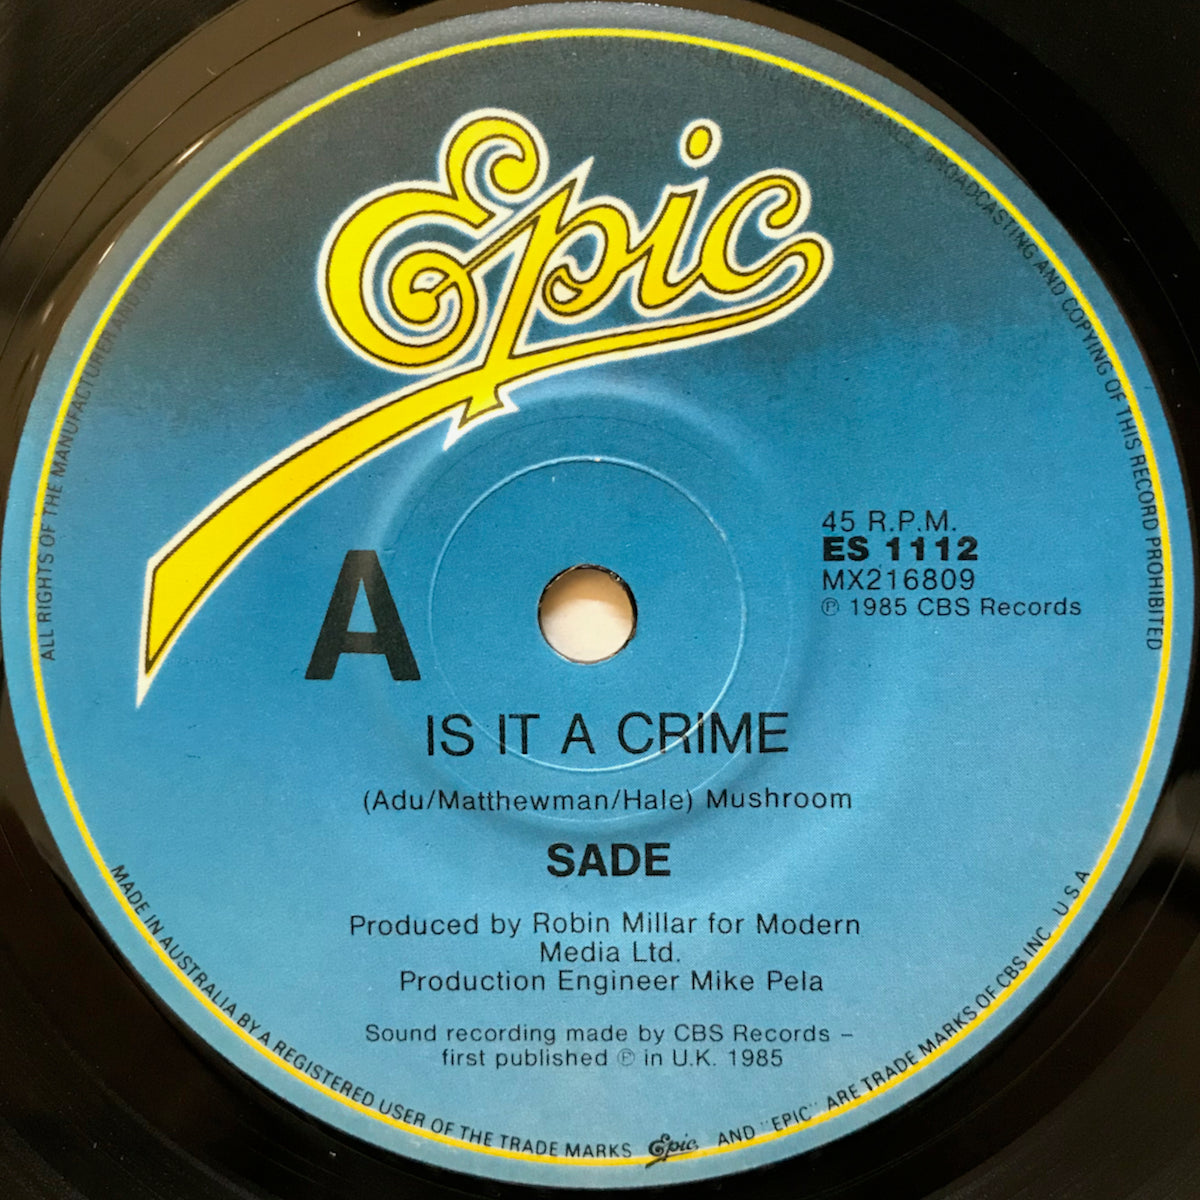 Epic
A
45 R.P.M.
ES 1112
MX216809
℗ 1985 CBS Records
IS IT A CRIME
(Adu/Matthewman/Hale) Mushroom
SADE
Produced by Robin Millar for Modern
Media Ltd.
Production Engineer Mike Pela
Sound recording made by CBS Records –
first published ℗ in U.K. 1985
ALL RIGHTS OF THE MANUFACTURER AND
BROADCASTING AND COPYING OF THIS RECORD PROHIBITED
MADE IN AUSTRALIA BY A REGISTERED USER OF THE TRADE MARKS Epic AND "EPIC" ARE TRADE MARKS OF CBS INC. U.S.A